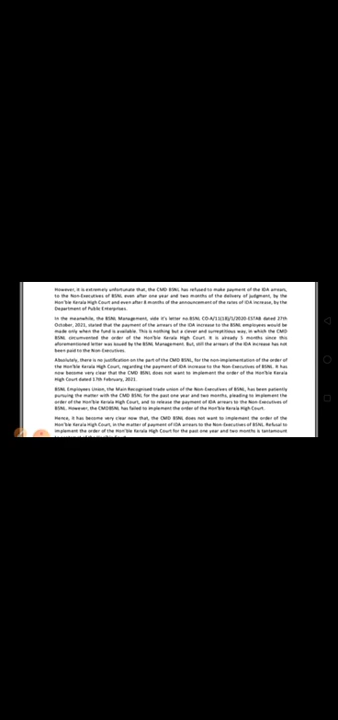 However, it is extremely unfortunate that, the CMD BSNL has refused to make payment of the IDA arrears,
to the Non-Executives of BSNL, even after one year and two months of the delivery of judgment, by the
Hon'ble Kerala High Court and even after 8 months of the announcement of the rates of IDA increase, by the
Department of Public Enterprises.
In the meanwhile, the BSNL Management, vide it's letter no.BSNL CO-A/11(18)/1/2020-ESTAB dated 27th
October, 2021, stated that the payment of the arrears of the IDA increase to the BSNL employees would be
made only when the fund is available. This is nothing but a clever and surreptitious way, in which the CMD
BSNL circumvented the order of the Hon'ble Kerala High Court. It is already 5 months since this
aforementioned letter was issued by the BSNL Management. But, still the arrears of the IDA increase has not
been paid to the Non-Executives.
Absolutely, there is no justification on the part of the CMD BSNL, for the non-implementation of the order of
the Hon'ble Kerala High Court, regarding the payment of IDA increase to the Non-Executives of BSNL. It has
now become very clear that the CMD BSNL does not want to implement the order of the Hon'ble Kerala
High Court dated 17th February, 2021.
BSNL Employees Union, the Main Recognised trade union of the Non-Executives of BSNL, has been patiently
pursuing the matter with the CMD BSNL for the past one year and two months, pleading to implement the
order of the Hon'ble Kerala High Court, and to release the payment of IDA arrears to the Non-Executives of
BSNL. However, the CMDBSNL has failed to implement the order of the Hon'ble Kerala High Court.
Hence, it has become very clear now that, the CMD BSNL does not want to implement the order of the
Hon'ble Kerala High Court, in the matter of payment of IDA arrears to the Non-Executives of BSNL. Refusal to
implement the order of the Hon'ble Kerala High Court for the past one year and two months is tantamount